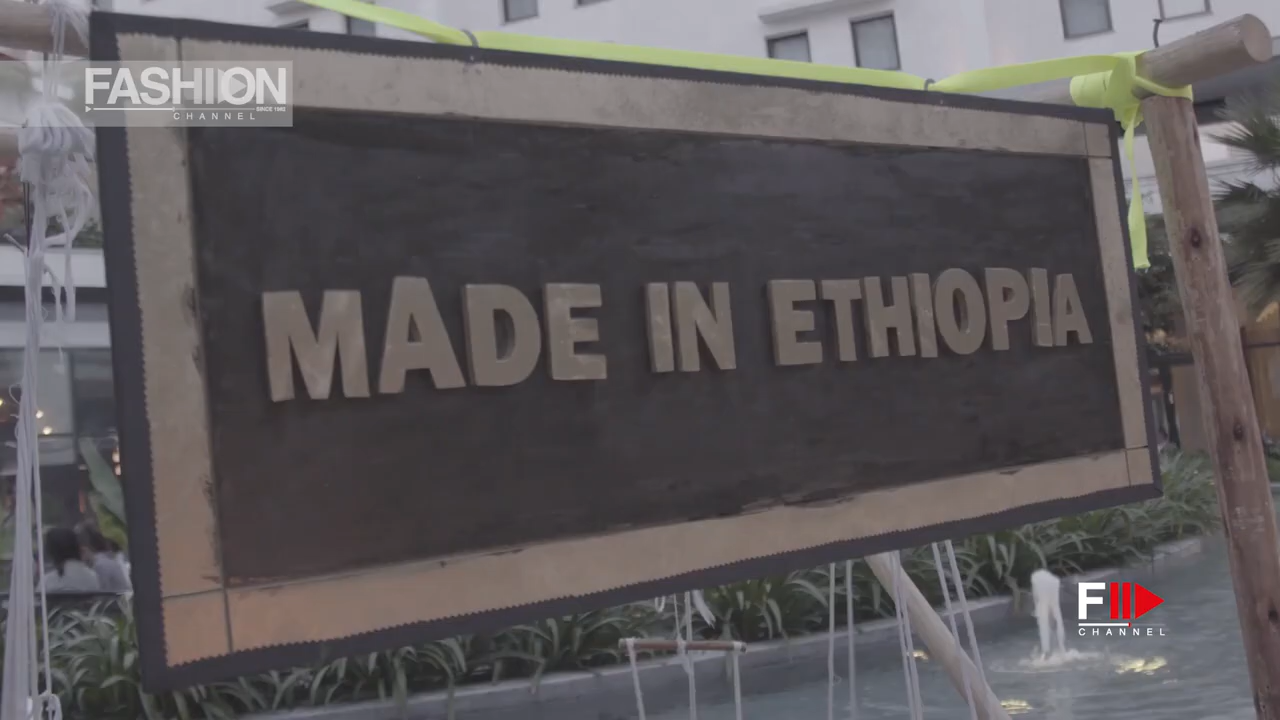 FASHION
SINCE 1982
CHANNEL
MADE IN ETHIOPIA
F
CHANNEL